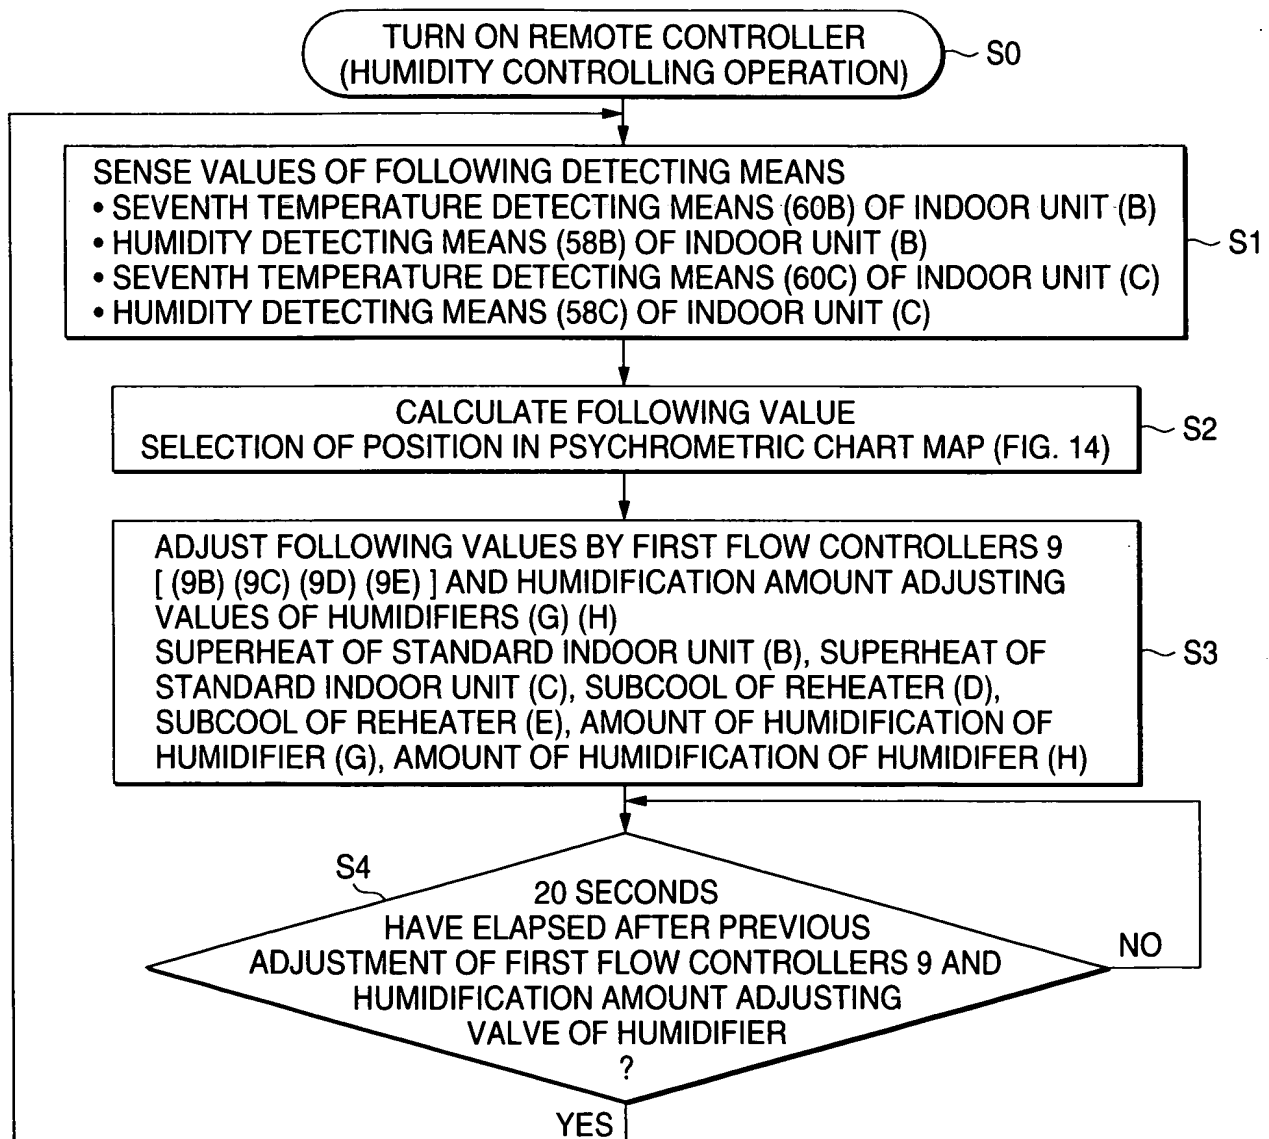 TURN ON REMOTE CONTROLLER
(HUMIDITY CONTROLLING OPERATION)
S0
SENSE VALUES OF FOLLOWING DETECTING MEANS
• SEVENTH TEMPERATURE DETECTING MEANS (60B) OF INDOOR UNIT (B)
• HUMIDITY DETECTING MEANS (58B) OF INDOOR UNIT (B)
• SEVENTH TEMPERATURE DETECTING MEANS (60C) OF INDOOR UNIT (C)
• HUMIDITY DETECTING MEANS (58C) OF INDOOR UNIT (C)
S1
CALCULATE FOLLOWING VALUE
SELECTION OF POSITION IN PSYCHROMETRIC CHART MAP (FIG. 14)
S2
ADJUST FOLLOWING VALUES BY FIRST FLOW CONTROLLERS 9
[ (9B) (9C) (9D) (9E) ] AND HUMIDIFICATION AMOUNT ADJUSTING
VALUES OF HUMIDIFIERS (G) (H)
SUPERHEAT OF STANDARD INDOOR UNIT (B), SUPERHEAT OF
STANDARD INDOOR UNIT (C), SUBCOOL OF REHEATER (D),
SUBCOOL OF REHEATER (E), AMOUNT OF HUMIDIFICATION OF
HUMIDIFIER (G), AMOUNT OF HUMIDIFICATION OF HUMIDIFER (H)
S3
S4
20 SECONDS
HAVE ELAPSED AFTER PREVIOUS
ADJUSTMENT OF FIRST FLOW CONTROLLERS 9 AND
HUMIDIFICATION AMOUNT ADJUSTING
VALVE OF HUMIDIFIER
?
NO
YES